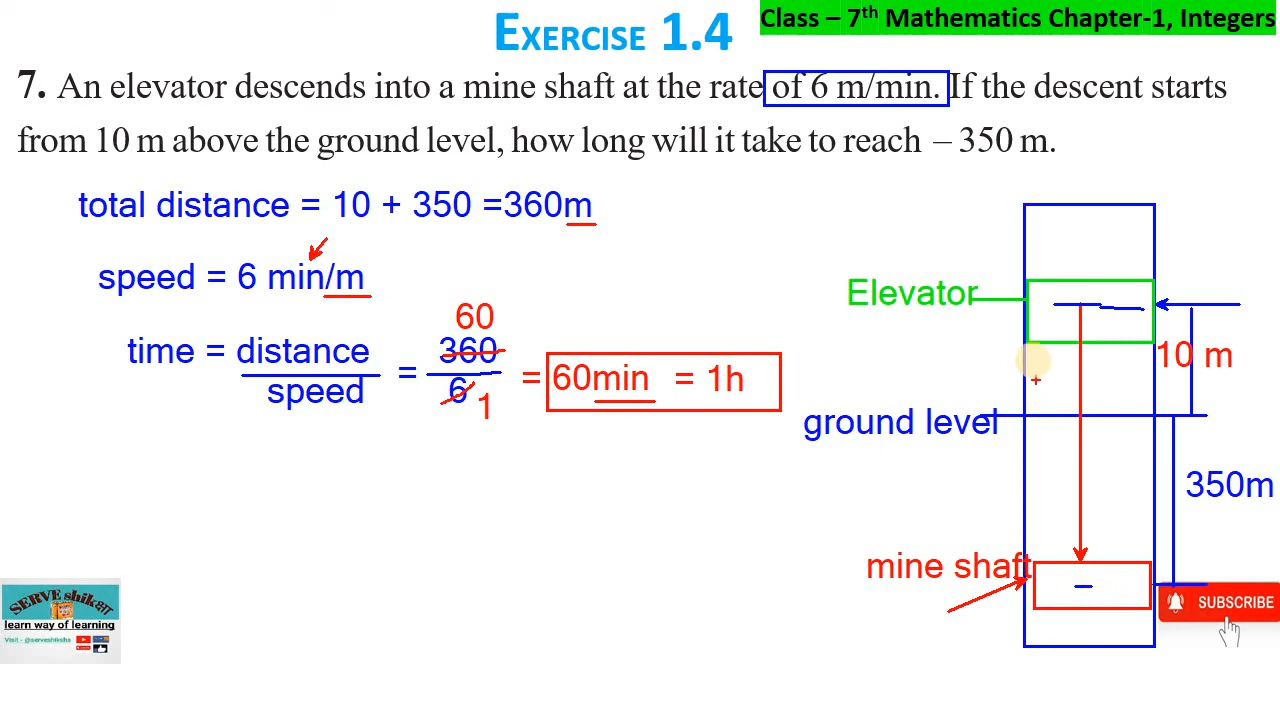 EXERCISE 1.4
Class – 7th Mathematics Chapter-1, Integers
7. An elevator descends into a mine shaft at the rate of 6 m/min. If the descent starts
from 10 m above the ground level, how long will it take to reach – 350 m.
total distance = 10 + 350 =360m
speed = 6 min/m
time = distance
speed
=
60
360
6 1
= 60min = 1h
Elevator
10 m
+
ground level
350m
mine shaft
–
SERVE शिक्षा
learn way of learning
Visit - @serveshiksha
SUBSCRIBE